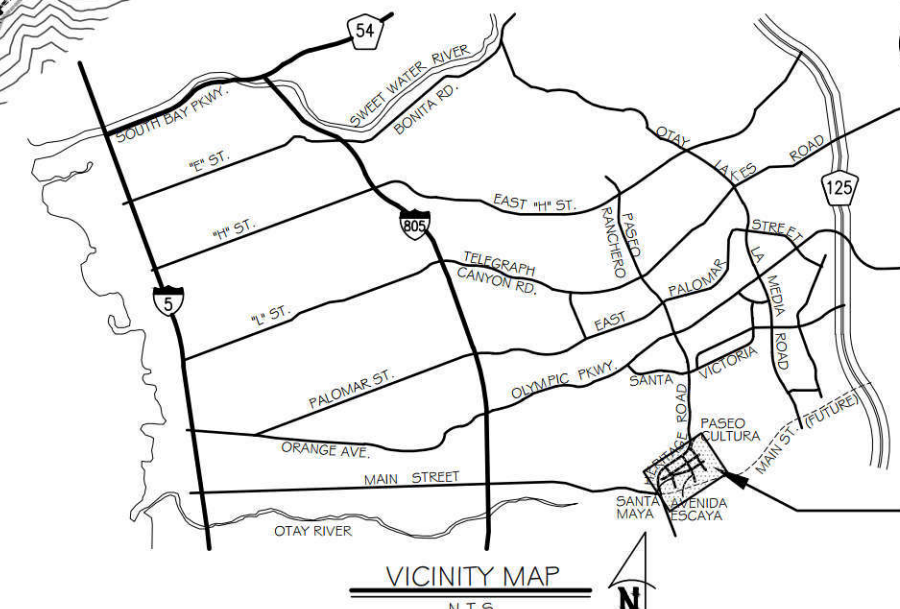 54
SWEET WATER RIVER
SOUTH BAY PKWY.
BONITA RD.
"E" ST.
OTAY
LAKES
ROAD
125
EAST "H" ST.
"H" ST.
805
PASEO
RANCHERO
STREET
TELEGRAPH
CANYON RD.
LA
MEDIA
ROAD
PALOMAR
5
"L" ST.
EAST
VICTORIA
OLYMPIC PKWY.
SANTA
PALOMAR ST.
HERITAGE ROAD
MAIN ST. (FUTURE)
PASEO
CULTURA
ORANGE AVE.
MAIN STREET
SANTA
MAYA
AVENIDA
ESCAYA
OTAY RIVER
VICINITY MAP
N.T.S.
N